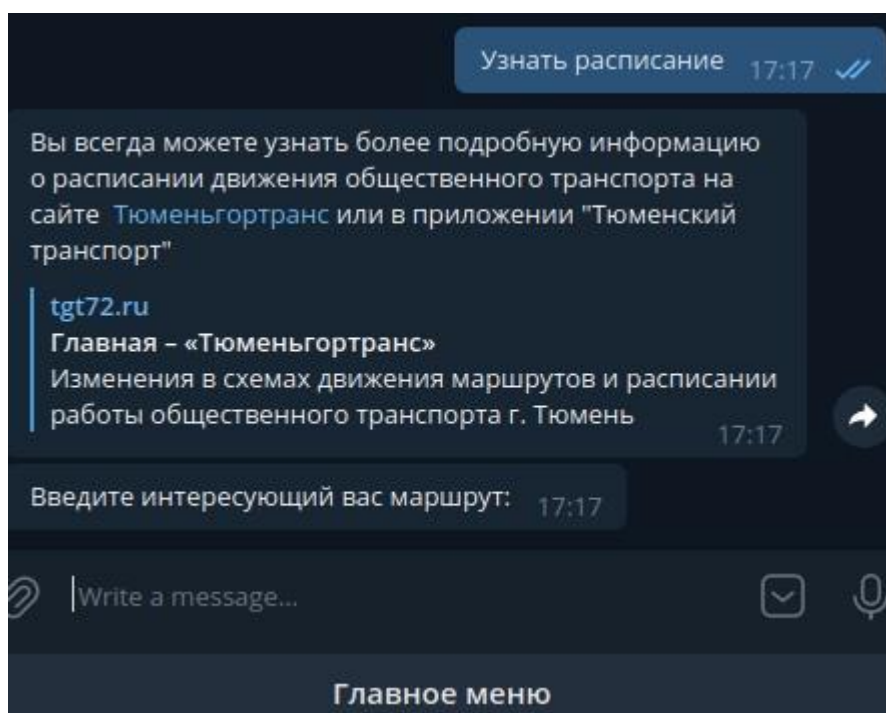 Узнать расписание 17:17
Вы всегда можете узнать более подробную информацию
о расписании движения общественного транспорта на
сайте Тюменьгортранс или в приложении "Тюменский
транспорт"
tgt72.ru
Главная – «Тюменьгортранс»
Изменения в схемах движения маршрутов и расписании
работы общественного транспорта г. Тюмень
17:17
Введите интересующий вас маршрут: 17:17
Write a message...
Главное меню